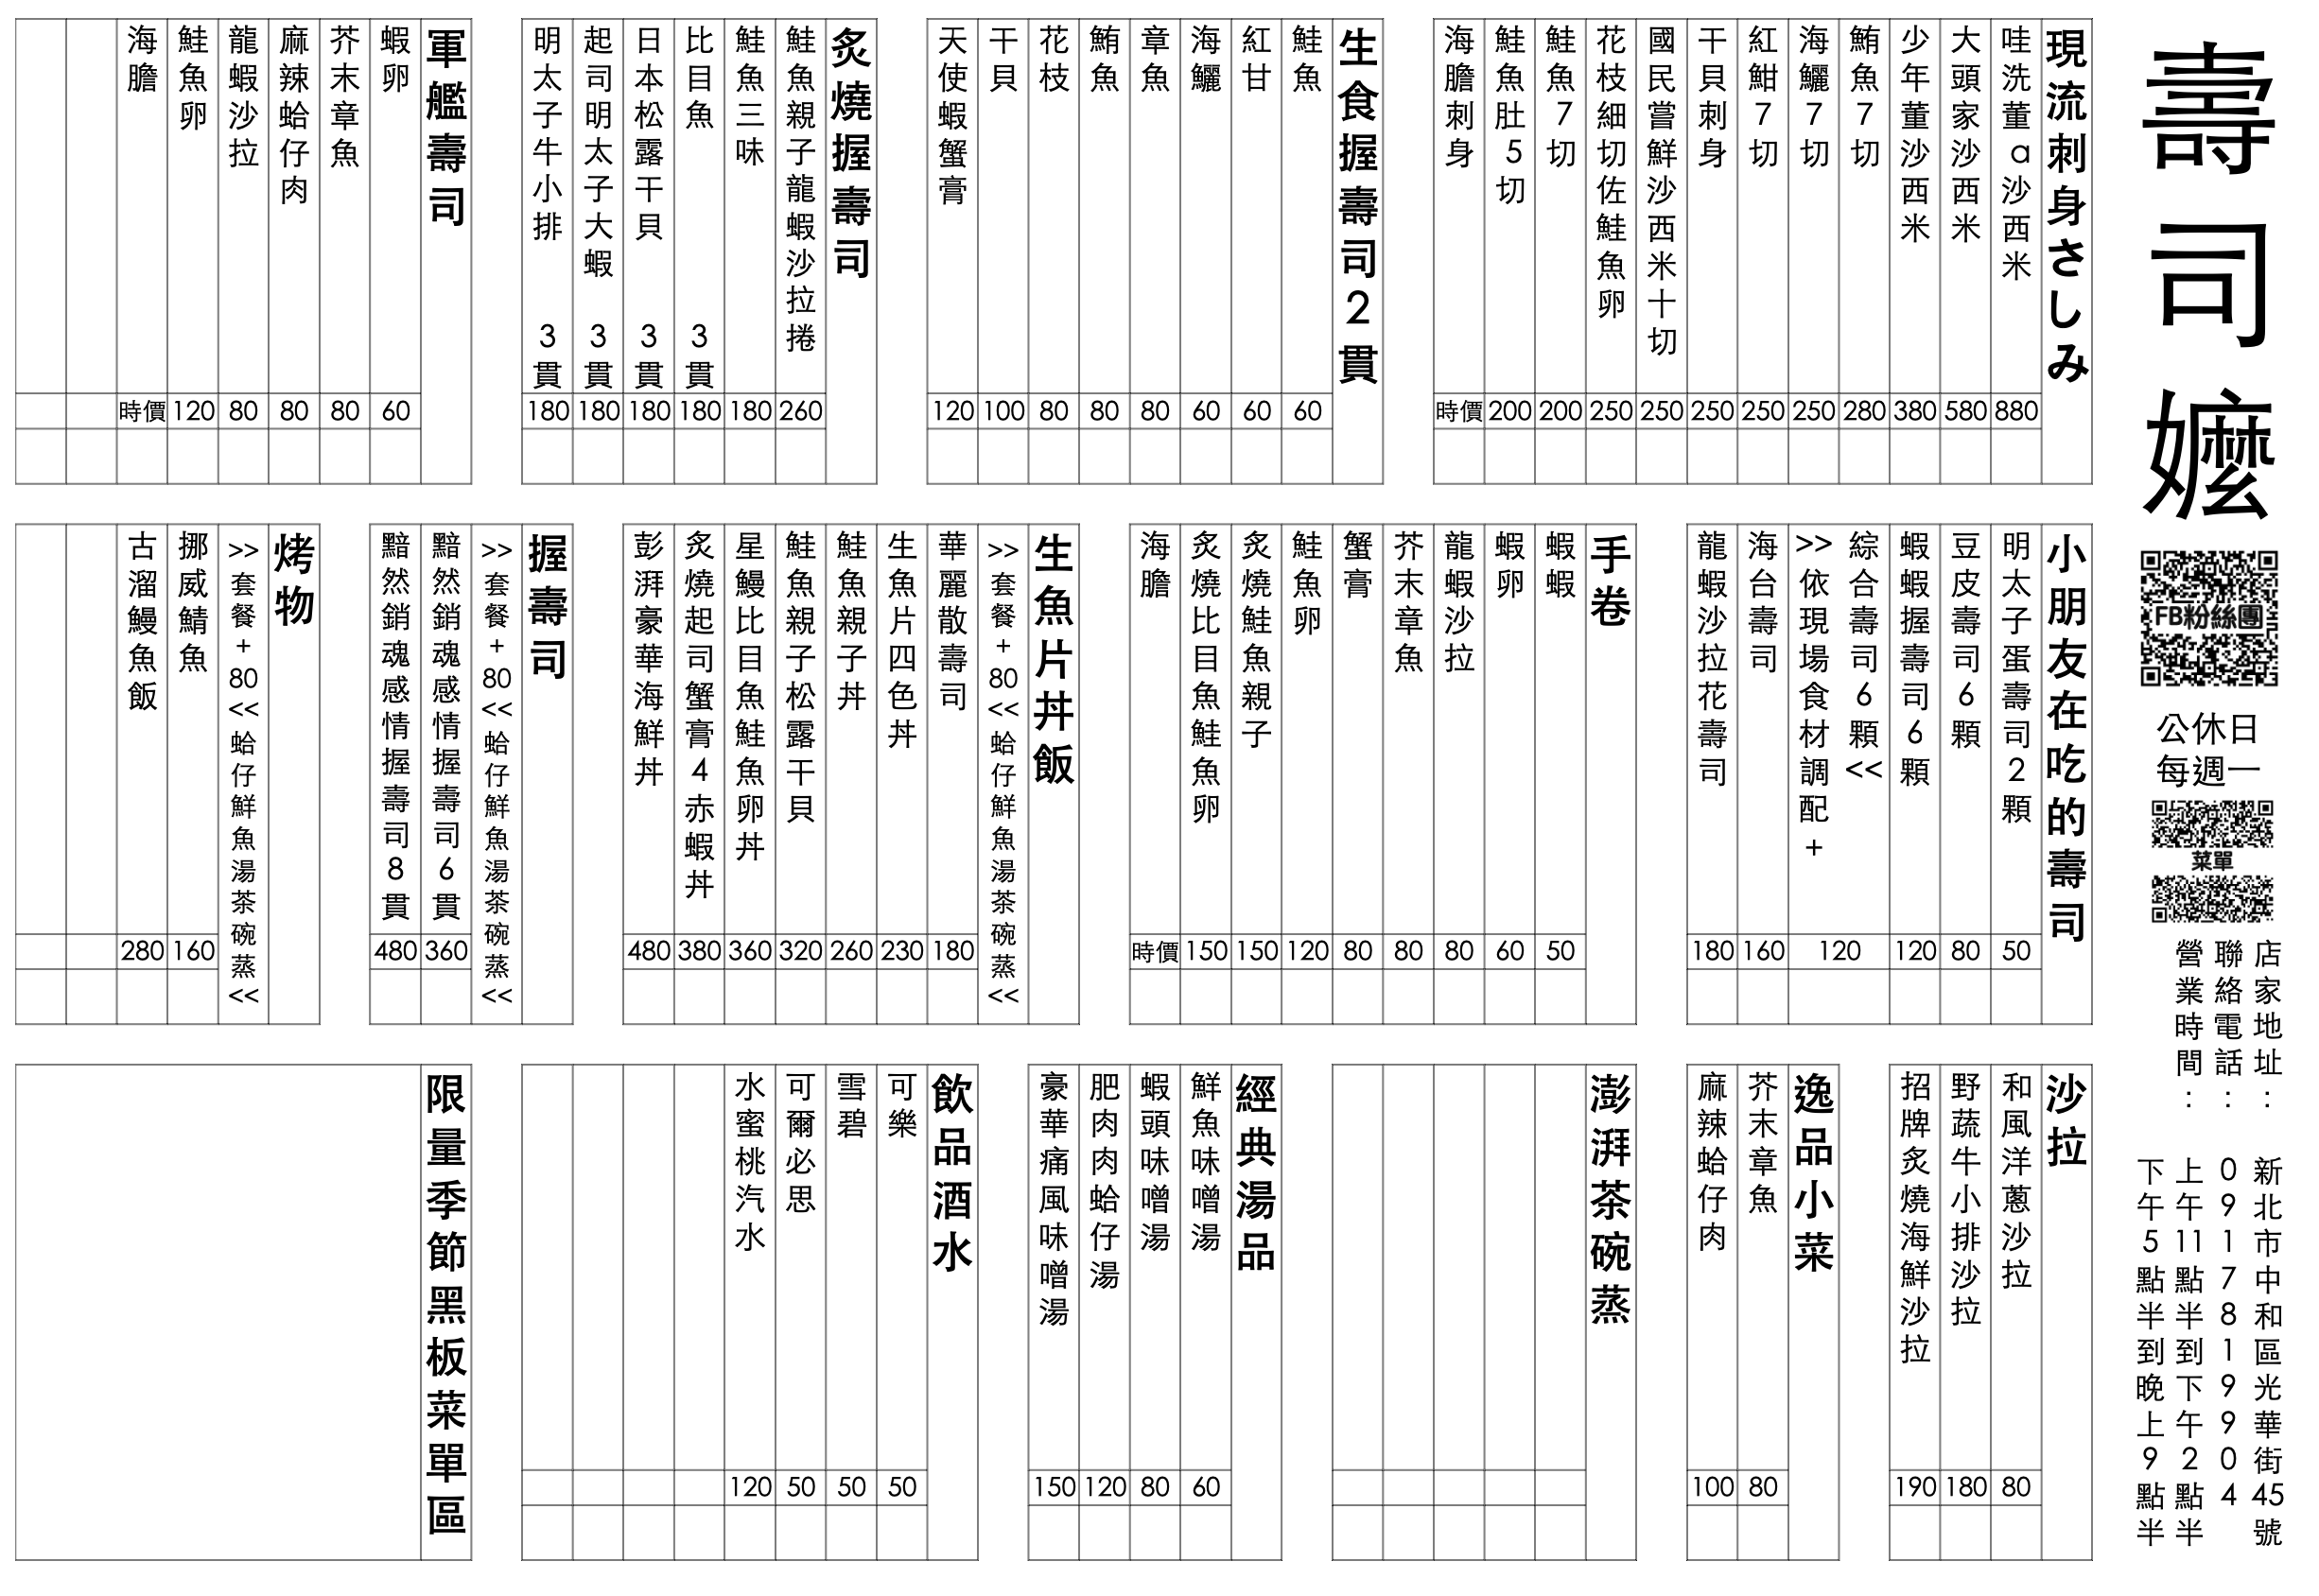 壽司嬤
FB粉絲團
公休日
每週一
菜單
店家地址： 新北市中和區光華街45號
聯絡電話： 0917819904
營業時間： 上午11點半到下午2點半
下午5點半到晚上9點半
現流刺身さしみ
哇洗董a沙西米 880
大頭家沙西米 580
少年董沙西米 380
鮪魚7切 280
海鱺7切 250
紅魽7切 250
干貝刺身 250
國民嘗鮮沙西米十切 250
花枝細切佐鮭魚卵 250
鮭魚7切 200
鮭魚肚5切 200
海膽刺身 時價
生食握壽司2貫
鮭魚 60
紅甘 60
海鱺 60
章魚 80
鮪魚 80
花枝 80
干貝 100
天使蝦蟹膏 120
炙燒握壽司
鮭魚親子龍蝦沙拉捲 260
鮭魚三味 180
比目魚 3貫 180
日本松露干貝 3貫 180
起司明太子大蝦 3貫 180
明太子牛小排 3貫 180
軍艦壽司
蝦卵 60
芥末章魚 80
麻辣蛤仔肉 80
龍蝦沙拉 80
鮭魚卵 120
海膽 時價
小朋友在吃的壽司
明太子蛋壽司2顆 50
豆皮壽司6顆 80
蝦蝦握壽司6顆 120
綜合壽司6顆<<
>>依現場食材調配+ 120
海台壽司 160
龍蝦沙拉花壽司 180
手卷
蝦蝦 50
蝦卵 60
龍蝦沙拉 80
芥末章魚 80
蟹膏 80
鮭魚卵 120
炙燒鮭魚親子 150
炙燒比目魚鮭魚卵 150
海膽 時價
生魚片丼飯
>>套餐+80<<蛤仔鮮魚湯茶碗蒸<<
華麗散壽司 180
生魚片四色丼 230
鮭魚親子丼 260
鮭魚親子松露干貝 320
星鰻比目魚鮭魚卵丼 360
炙燒起司蟹膏4赤蝦丼 380
彭湃豪華海鮮丼 480
握壽司
>>套餐+80<<蛤仔鮮魚湯茶碗蒸<<
黯然銷魂感情握壽司6貫 360
黯然銷魂感情握壽司8貫 480
烤物
>>套餐+80<<蛤仔鮮魚湯茶碗蒸<<
挪威鯖魚 160
古溜鰻魚飯 280
沙拉
和風洋蔥沙拉 80
野蔬牛小排沙拉 180
招牌炙燒海鮮沙拉 190
逸品小菜
芥末章魚 80
麻辣蛤仔肉 100
澎湃茶碗蒸
經典湯品
鮮魚味噌湯 60
蝦頭味噌湯 80
肥肉肉蛤仔湯 120
豪華痛風味噌湯 150
飲品酒水
可樂 50
雪碧 50
可爾必思 50
水蜜桃汽水 120
限量季節黑板菜單區